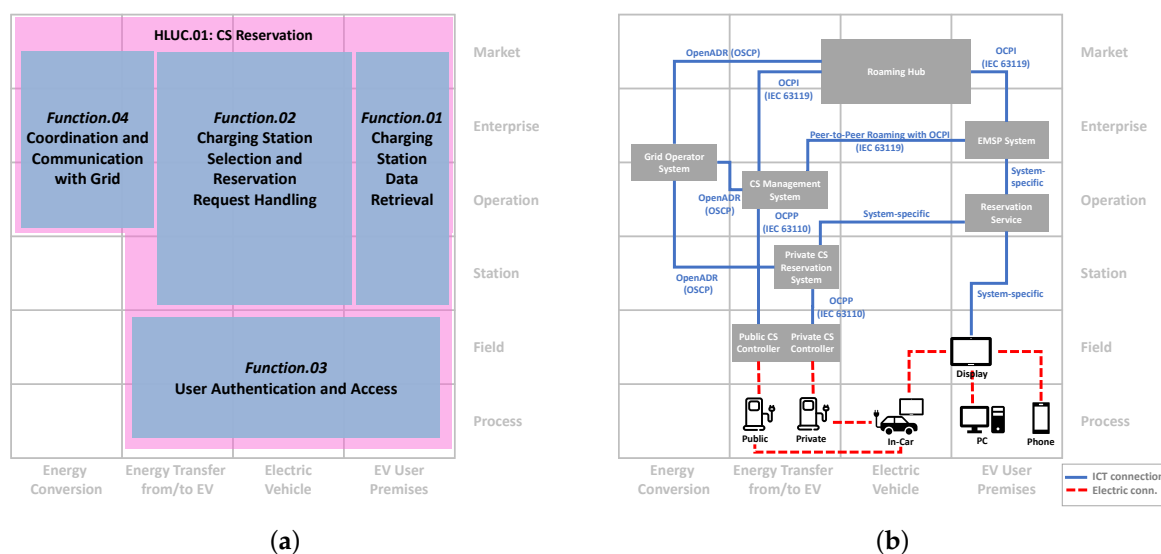 HLUC.01: CS Reservation
Function.04
Coordination and
Communication
with Grid
Function.02
Charging Station
Selection and
Reservation
Request Handling
Function.01
Charging
Station
Data
Retrieval
Function.03
User Authentication and Access
Market
Enterprise
Operation
Station
Field
Process
Energy
Conversion
Energy Transfer
from/to EV
Electric
Vehicle
EV User
Premises
(a)
OpenADR (OSCP)
Roaming Hub
OCPI
(IEC 63119)
OCPI
(IEC 63119)
Peer-to-Peer Roaming with OCPI
(IEC 63119)
EMSP System
Grid Operator
System
OpenADR
(OSCP)
CS Management
System
System-
specific
OCPP
(IEC 63110)
System-specific
Reservation
Service
Private CS
Reservation
System
OpenADR
(OSCP)
System-specific
OCPP
(IEC 63110)
Public CS
Controller
Private CS
Controller
Display
Public
Private
In-Car
PC
Phone
Market
Enterprise
Operation
Station
Field
Process
Energy
Conversion
Energy Transfer
from/to EV
Electric
Vehicle
EV User
Premises
ICT connection
Electric conn.
(b)